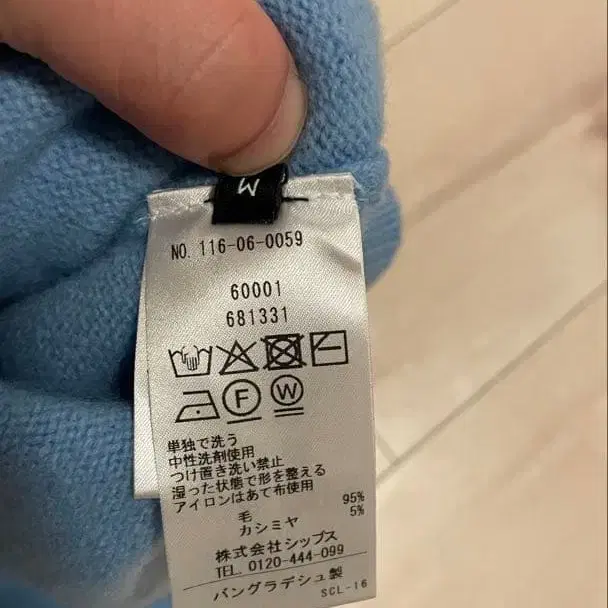 M
NO. 116-06-0059
60001
681331
F W
単独で洗う
中性洗剤使用
つけ置き洗い禁止
湿った状態で形を整える
アイロンはあて布使用
毛 95%
カシミヤ 5%
株式会社シップス
TEL. 0120-444-099
バングラデシュ製
SCL-16